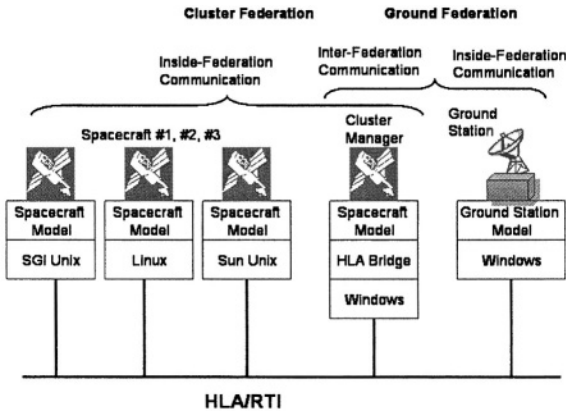 Cluster Federation Ground Federation
Inside-Federation Communication
Inter-Federation Communication
Inside-Federation Communication
Spacecraft #1, #2, #3
Cluster Manager
Ground Station
Spacecraft Model
SGI Unix
Spacecraft Model
Linux
Spacecraft Model
Sun Unix
Spacecraft Model
HLA Bridge
Windows
Ground Station Model
Windows
HLA/RTI